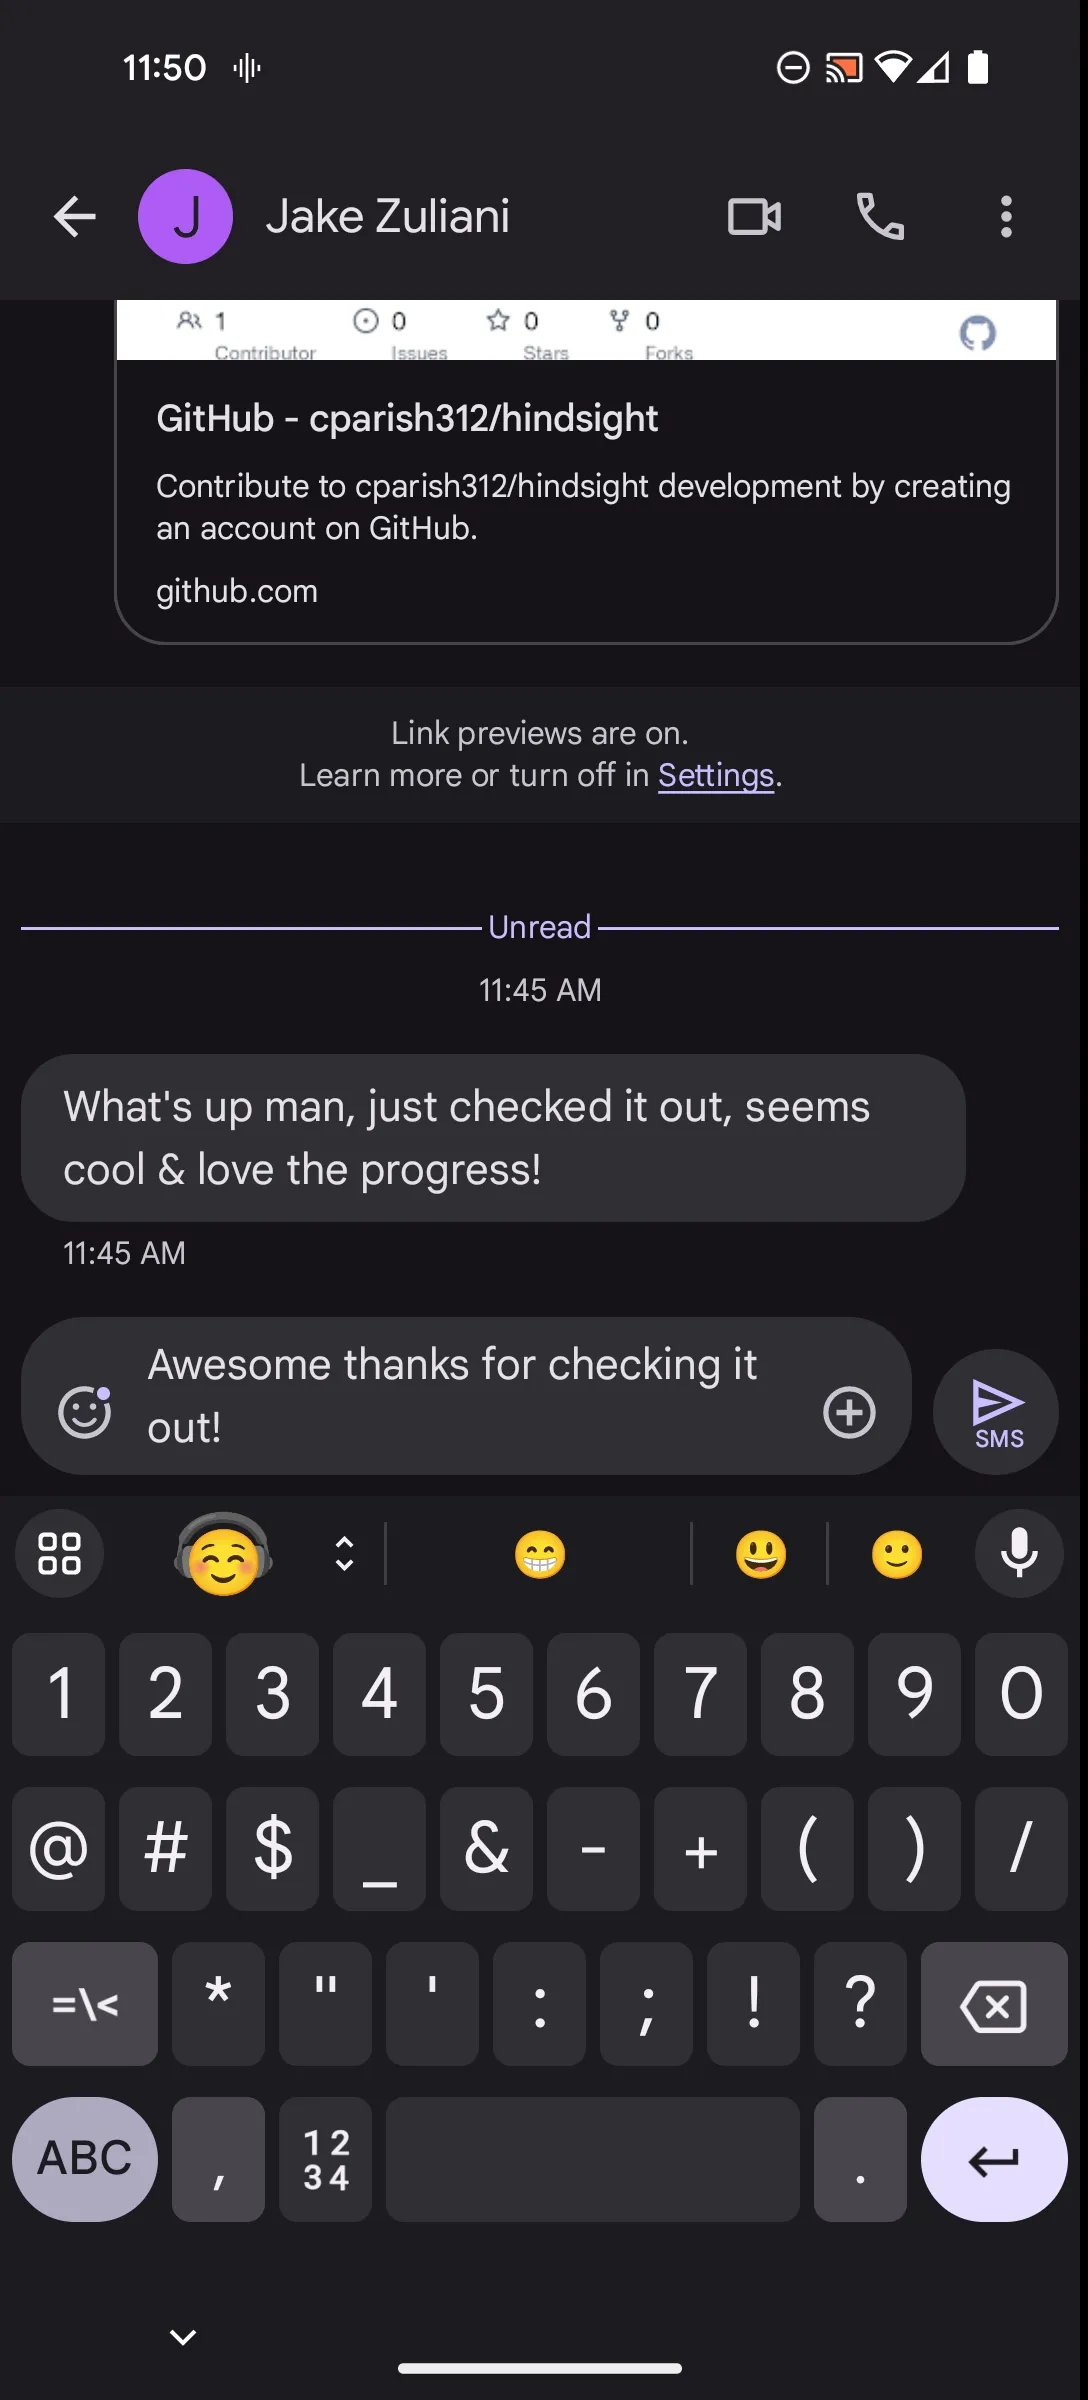 11:50
J
Jake Zuliani
1 0 0 0
Contributor Issues Stars Forks
GitHub - cparish312/hindsight
Contribute to cparish312/hindsight development by creating
an account on GitHub.
github.com
Link previews are on.
Learn more or turn off in Settings.
Unread
11:45 AM
What's up man, just checked it out, seems
cool & love the progress!
11:45 AM
Awesome thanks for checking it
out!
SMS
1 2 3 4 5 6 7 8 9 0
@ # $ _ & - + ( ) /
=\< * " ' : ; ! ?
ABC , 12 .
34